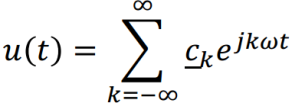 u(t) = ∑_{k=-∞}^{∞} c̲_k e^{jkωt}